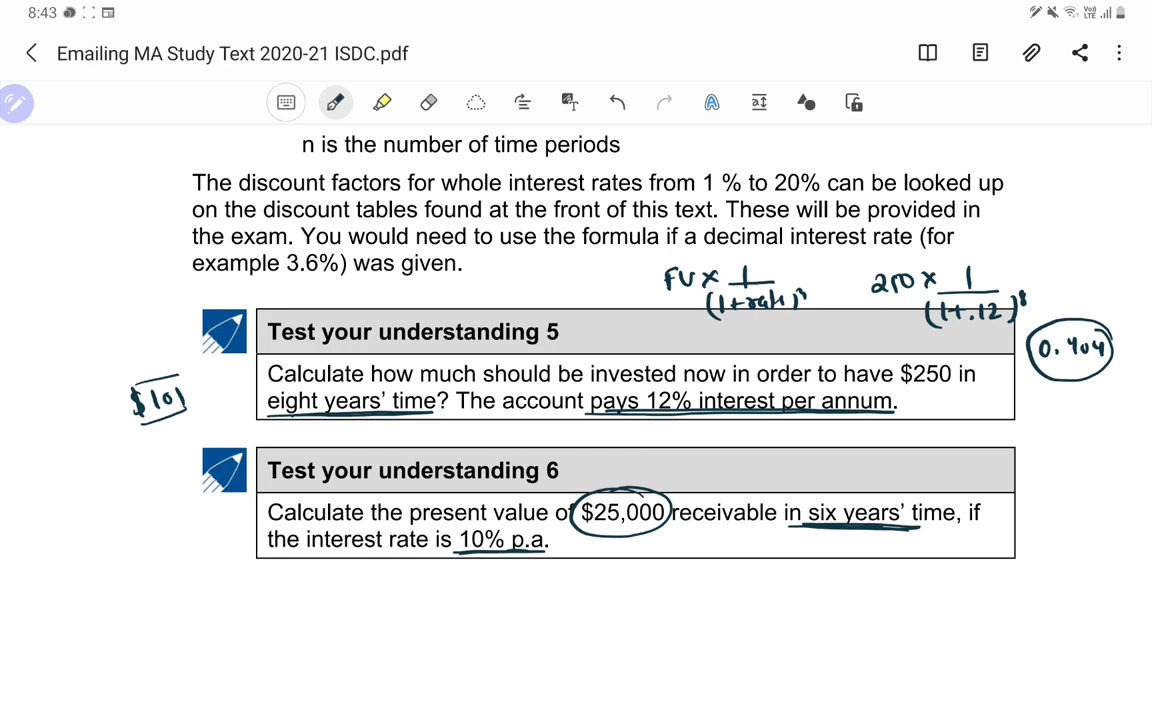 8:43
Vo)) LTE
Emailing MA Study Text 2020-21 ISDC.pdf
n is the number of time periods
The discount factors for whole interest rates from 1 % to 20% can be looked up
on the discount tables found at the front of this text. These will be provided in
the exam. You would need to use the formula if a decimal interest rate (for
example 3.6%) was given.
FV × 1/(1+rate)ⁿ
250 × 1/(1+.12)⁸
0.404
Test your understanding 5
Calculate how much should be invested now in order to have $250 in
eight years’ time? The account pays 12% interest per annum.
$101
Test your understanding 6
Calculate the present value of $25,000 receivable in six years’ time, if
the interest rate is 10% p.a.